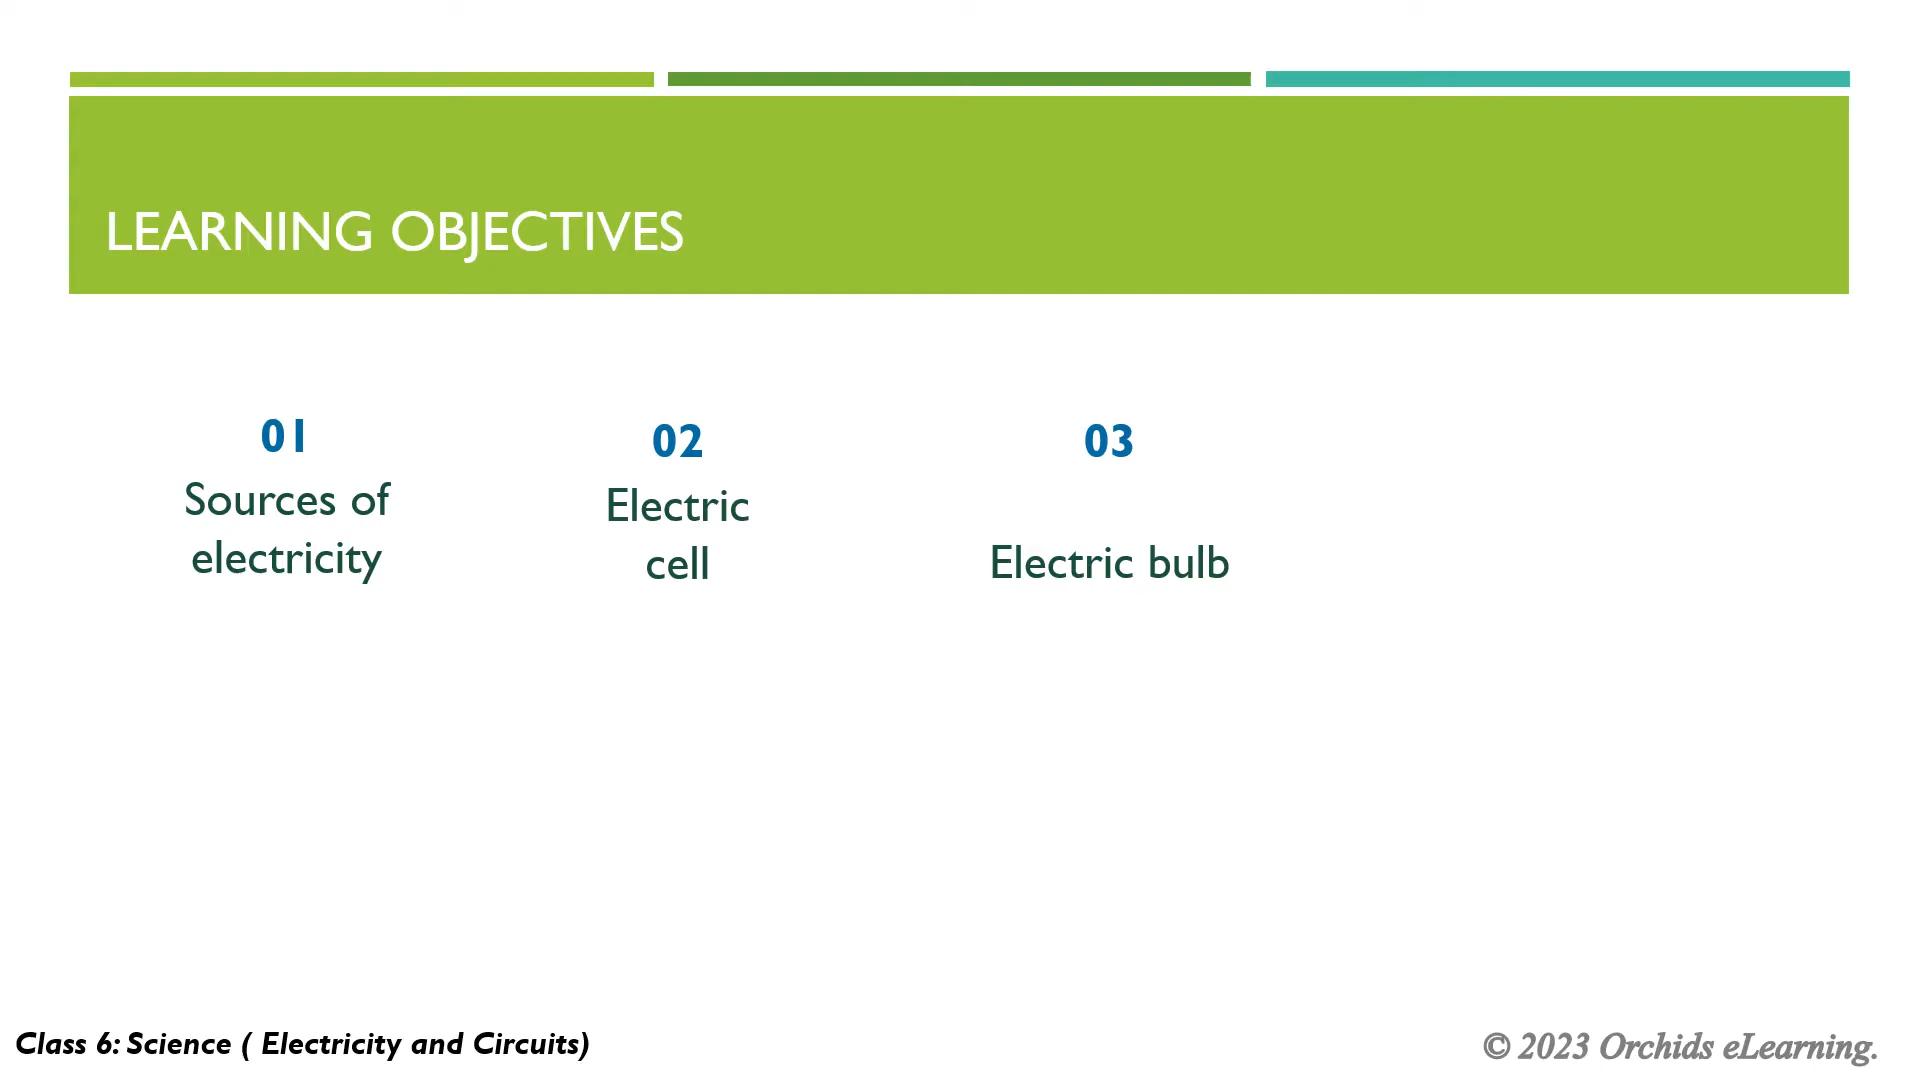 LEARNING OBJECTIVES
01
Sources of
electricity
02
Electric
cell
03
Electric bulb
Class 6: Science ( Electricity and Circuits)
© 2023 Orchids eLearning.